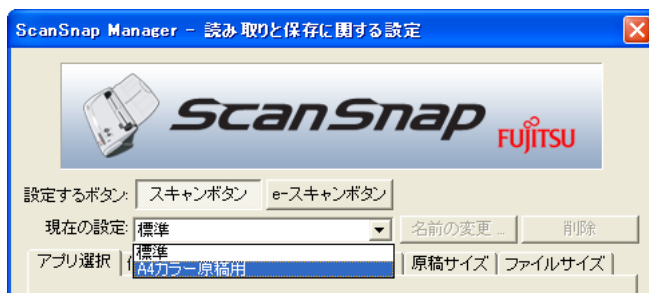 ScanSnap Manager - 読み取りと保存に関する設定
ScanSnap
FUJITSU
設定するボタン: スキャンボタン e-スキャンボタン
現在の設定: 標準 名前の変更 ... 削除
標準
A4カラー原稿用
アプリ選択 原稿サイズ ファイルサイズ